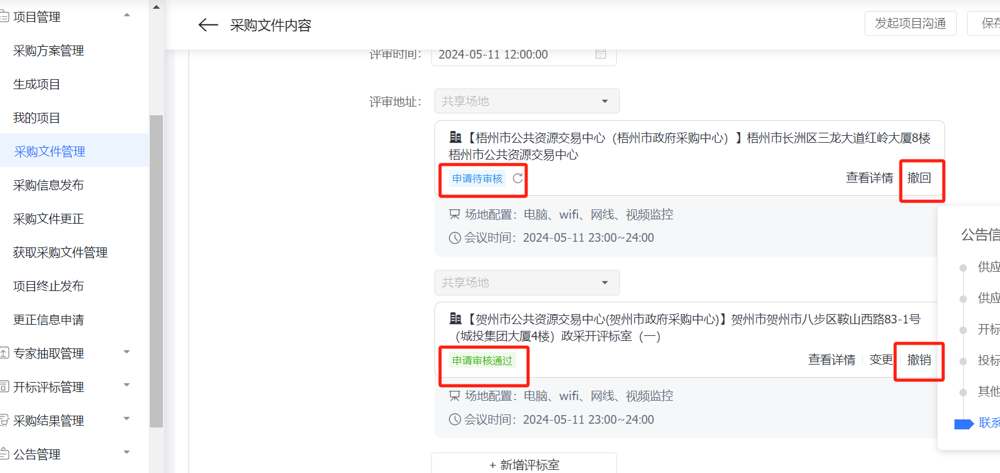 项目管理
采购方案管理
生成项目
我的项目
采购文件管理
采购信息发布
采购文件更正
获取采购文件管理
项目终止发布
更正信息申请
专家抽取管理
开标评标管理
采购结果管理
公告管理
采购文件内容
发起项目沟通
保存
评审时间：
2024-05-11 12:00:00
评审地址：
共享场地
【梧州市公共资源交易中心（梧州市政府采购中心）】梧州市长洲区三龙大道红岭大厦8楼
梧州市公共资源交易中心
申请待审核
查看详情
撤回
场地配置：电脑、wifi、网线、视频监控
会议时间：2024-05-11 23:00~24:00
共享场地
【贺州市公共资源交易中心(贺州市政府采购中心)】贺州市贺州市八步区鞍山西路83-1号
（城投集团大厦4楼）政采开评标室（一）
申请审核通过
查看详情
变更
撤销
场地配置：电脑、wifi、网线、视频监控
会议时间：2024-05-11 23:00~24:00
+ 新增评标室
公告信
供应
供应
开标
投标
其他
联系